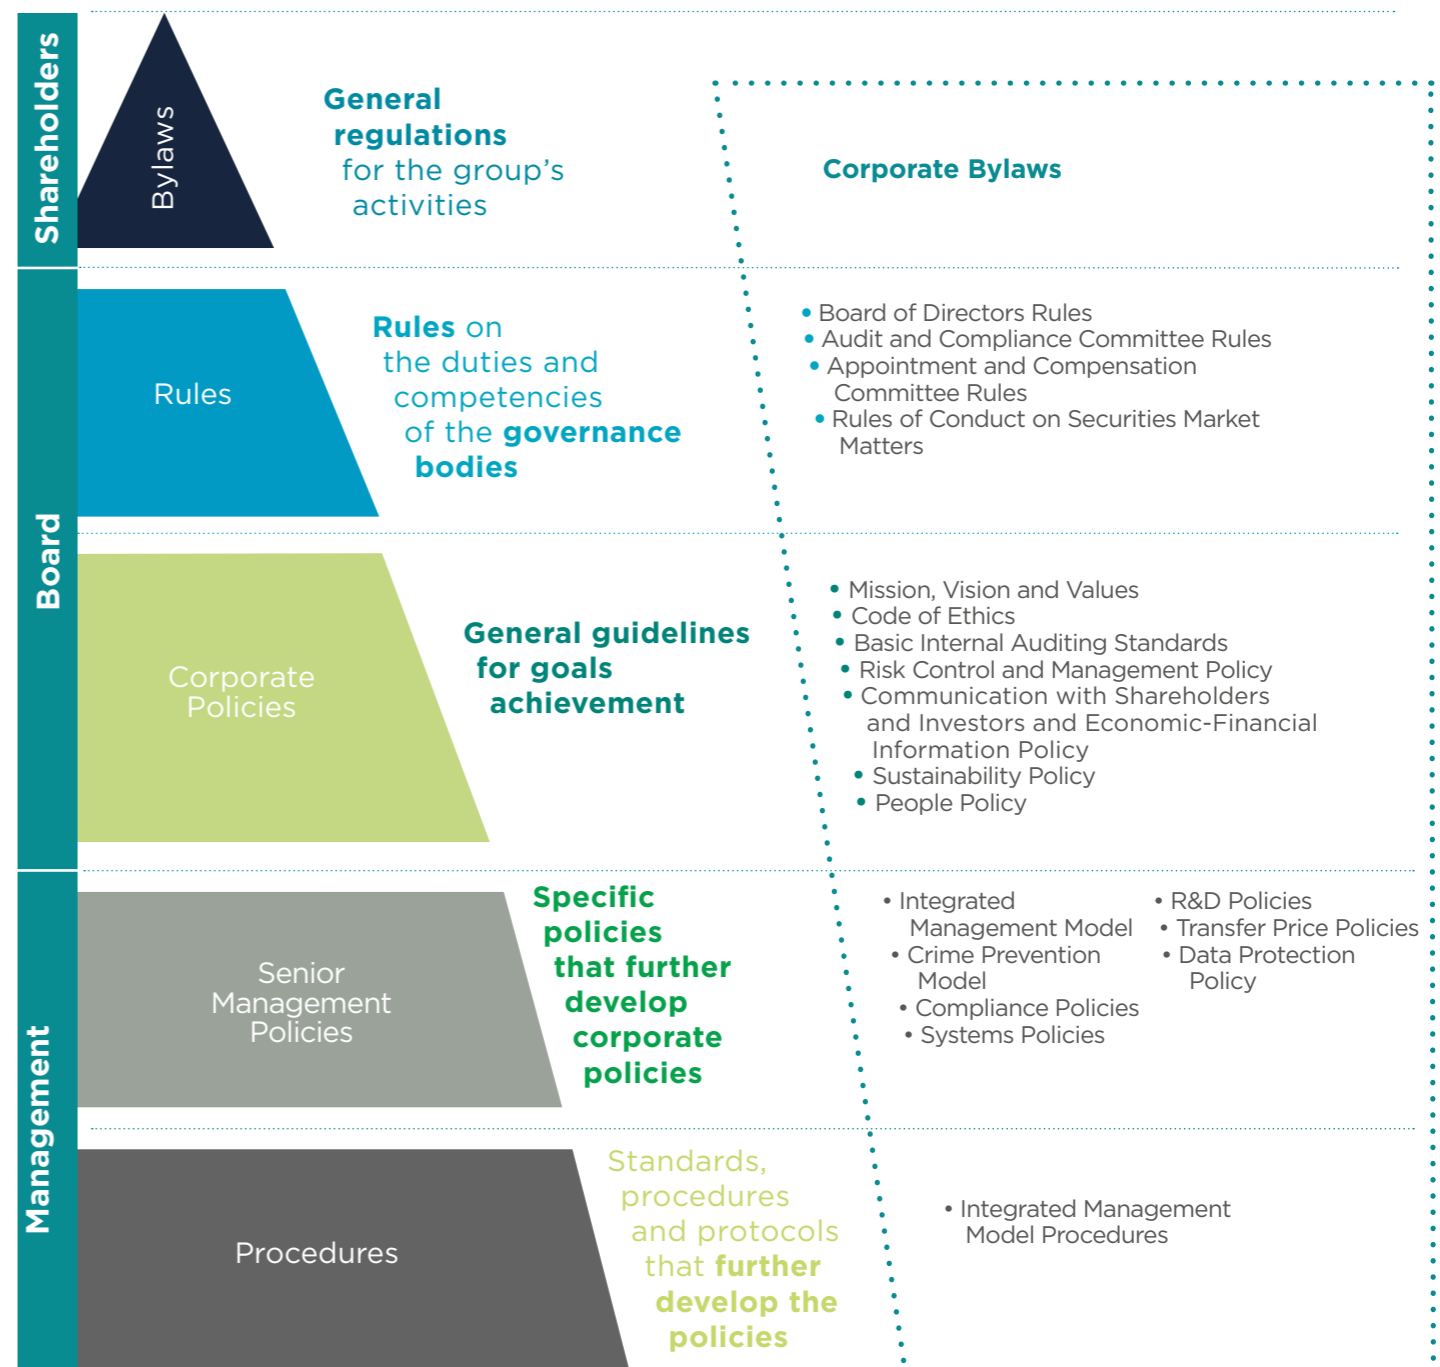 Shareholders
Bylaws
General
regulations
for the group's
activities
Corporate Bylaws
Board
Rules
Rules on
the duties and
competencies
of the governance
bodies
• Board of Directors Rules
• Audit and Compliance Committee Rules
• Appointment and Compensation
Committee Rules
• Rules of Conduct on Securities Market
Matters
Corporate
Policies
General guidelines
for goals
achievement
• Mission, Vision and Values
• Code of Ethics
• Basic Internal Auditing Standards
• Risk Control and Management Policy
• Communication with Shareholders
and Investors and Economic-Financial
Information Policy
• Sustainability Policy
• People Policy
Management
Senior
Management
Policies
Specific
policies
that further
develop
corporate
policies
• Integrated
Management Model
• Crime Prevention
Model
• Compliance Policies
• Systems Policies
• R&D Policies
• Transfer Price Policies
• Data Protection
Policy
Procedures
Standards,
procedures
and protocols
that further
develop the
policies
• Integrated Management
Model Procedures